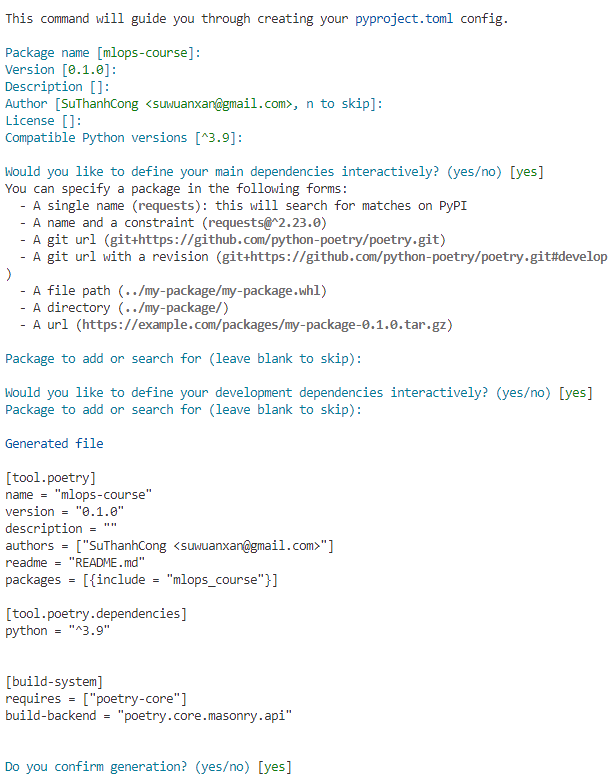 This command will guide you through creating your pyproject.toml config.
Package name [mlops-course]:
Version [0.1.0]:
Description []:
Author [SuThanhCong <suwuanxan@gmail.com>, n to skip]:
License []:
Compatible Python versions [^3.9]:
Would you like to define your main dependencies interactively? (yes/no) [yes]
You can specify a package in the following forms:
- A single name (requests): this will search for matches on PyPI
- A name and a constraint (requests@^2.23.0)
- A git url (git+https://github.com/python-poetry/poetry.git)
- A git url with a revision (git+https://github.com/python-poetry/poetry.git#develop
)
- A file path (../my-package/my-package.whl)
- A directory (../my-package/)
- A url (https://example.com/packages/my-package-0.1.0.tar.gz)
Package to add or search for (leave blank to skip):
Would you like to define your development dependencies interactively? (yes/no) [yes]
Package to add or search for (leave blank to skip):
Generated file
[tool.poetry]
name = "mlops-course"
version = "0.1.0"
description = ""
authors = ["SuThanhCong <suwuanxan@gmail.com>"]
readme = "README.md"
packages = [{include = "mlops_course"}]
[tool.poetry.dependencies]
python = "^3.9"
[build-system]
requires = ["poetry-core"]
build-backend = "poetry.core.masonry.api"
Do you confirm generation? (yes/no) [yes]